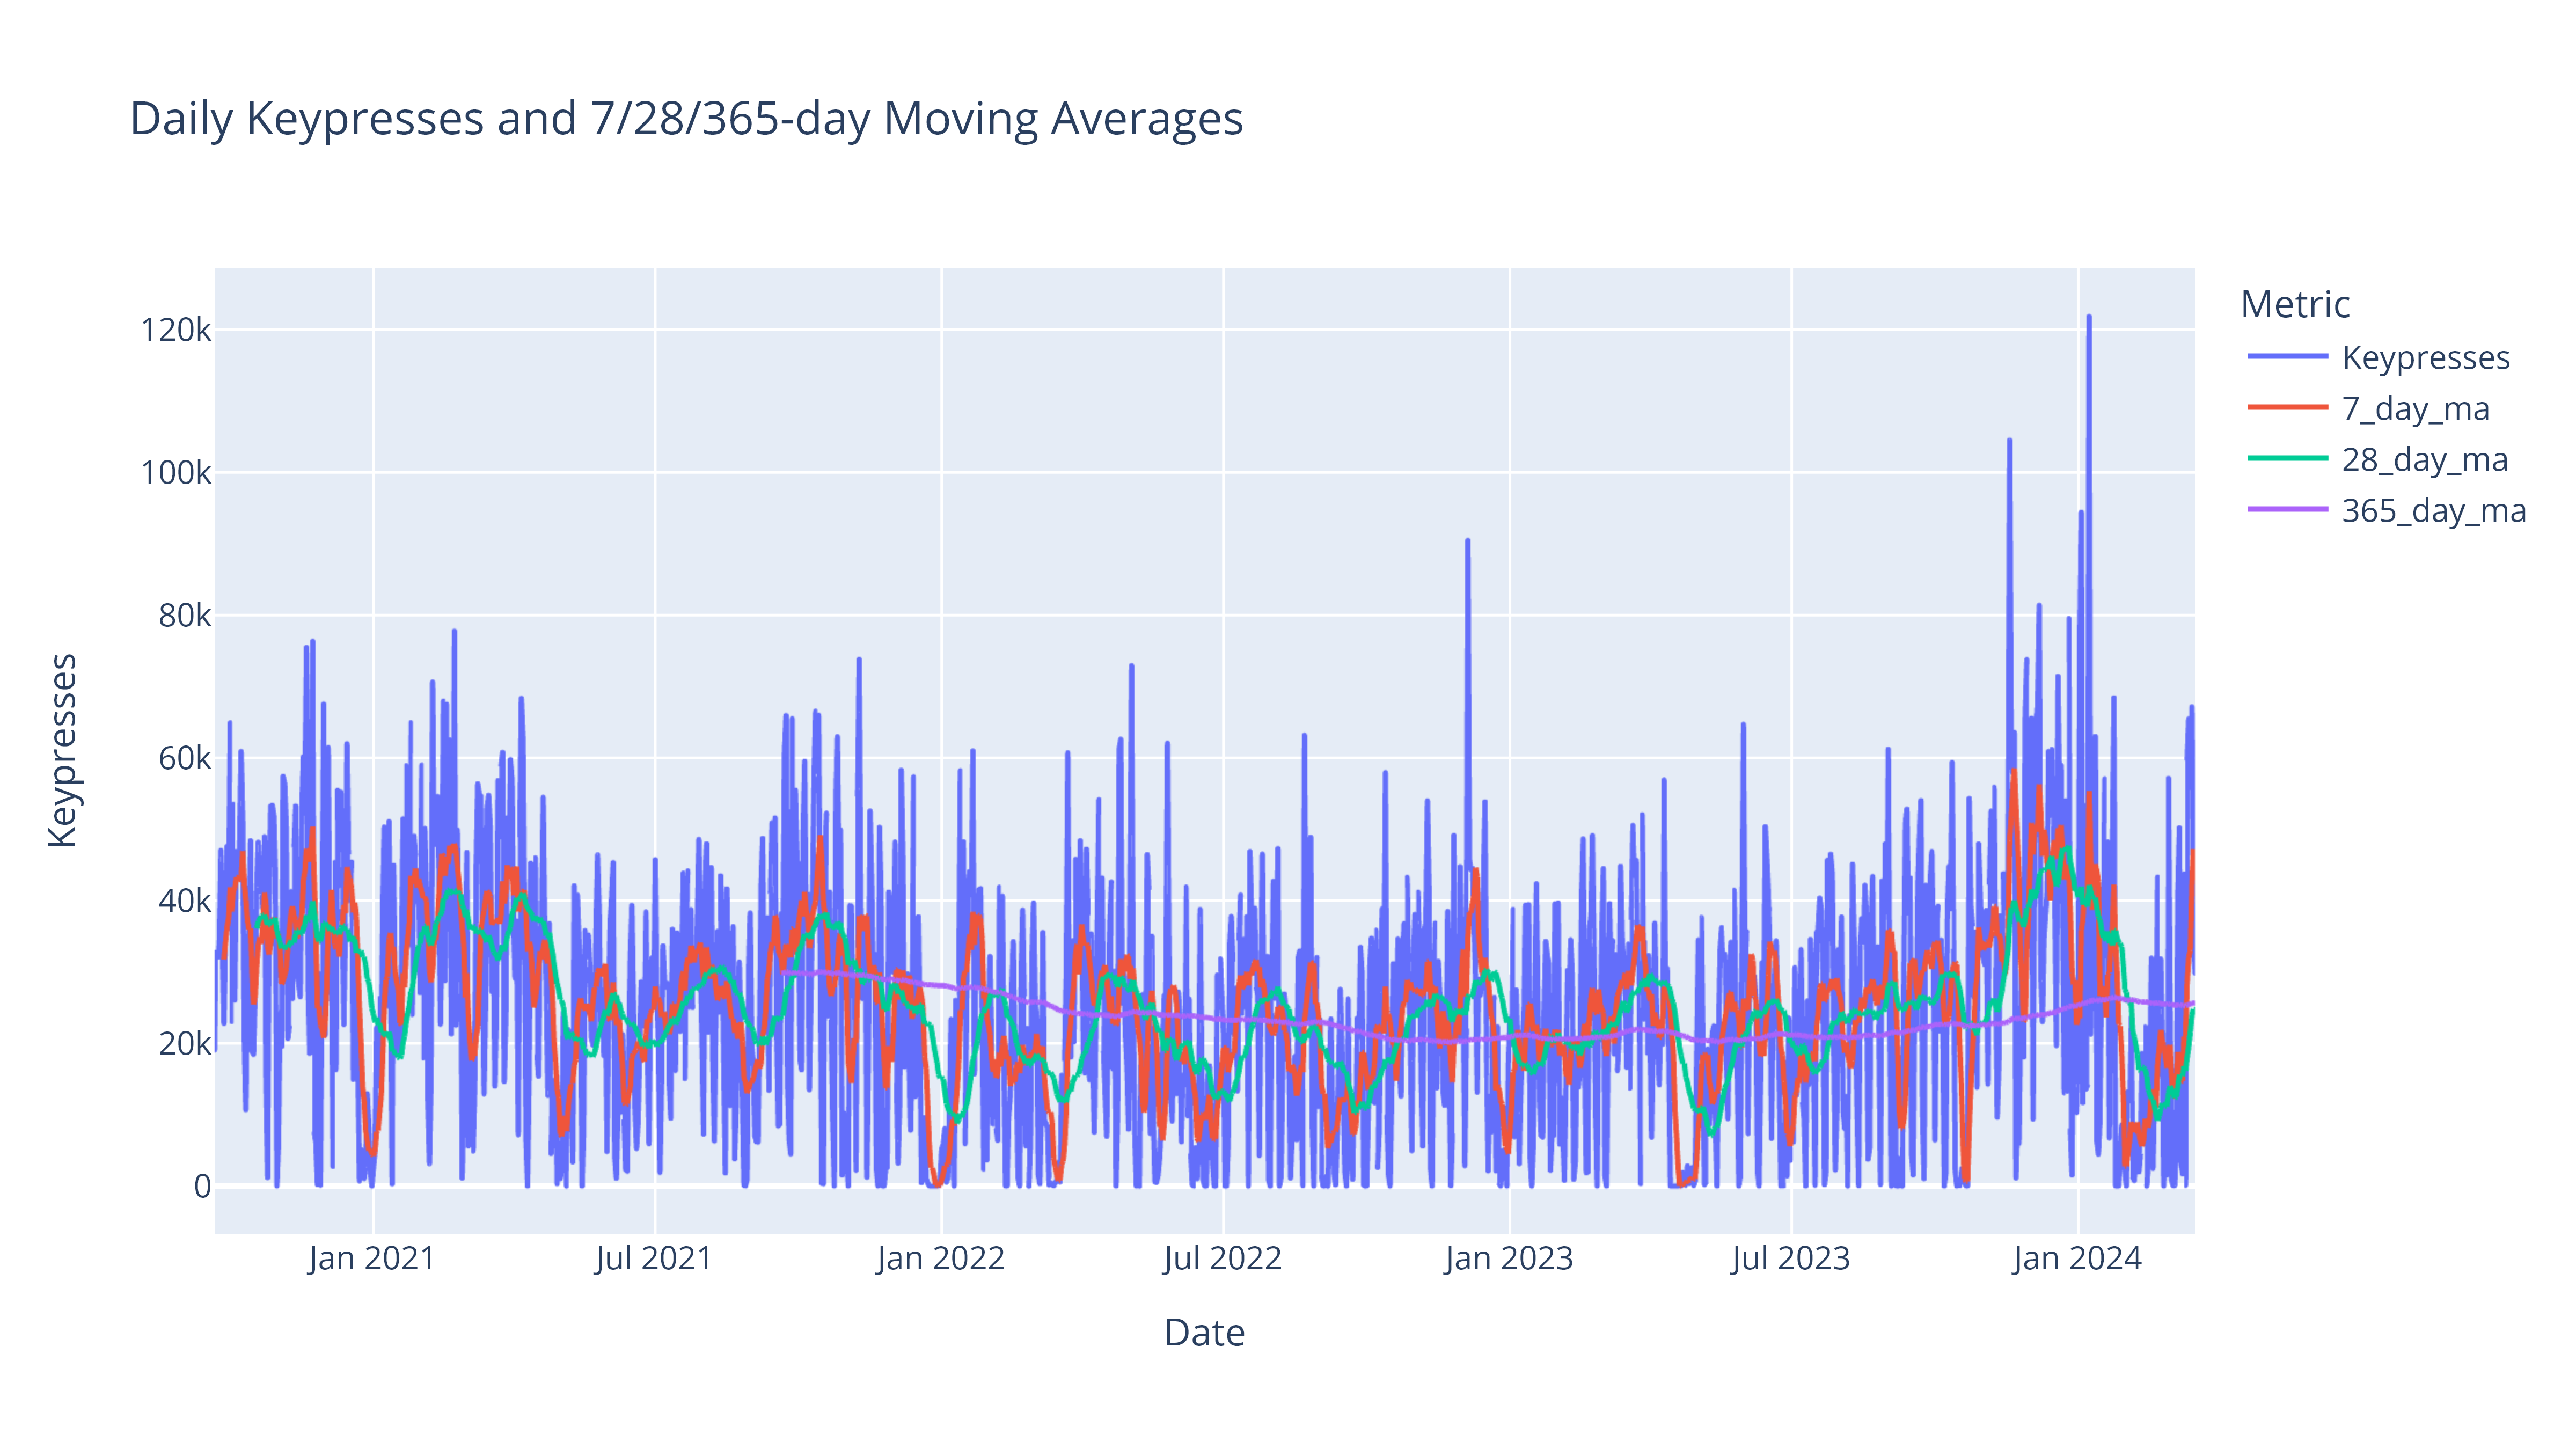 Daily Keypresses and 7/28/365-day Moving Averages
Metric
Keypresses
7_day_ma
28_day_ma
365_day_ma
Keypresses
120k
100k
80k
60k
40k
20k
0
Jan 2021
Jul 2021
Jan 2022
Jul 2022
Jan 2023
Jul 2023
Jan 2024
Date